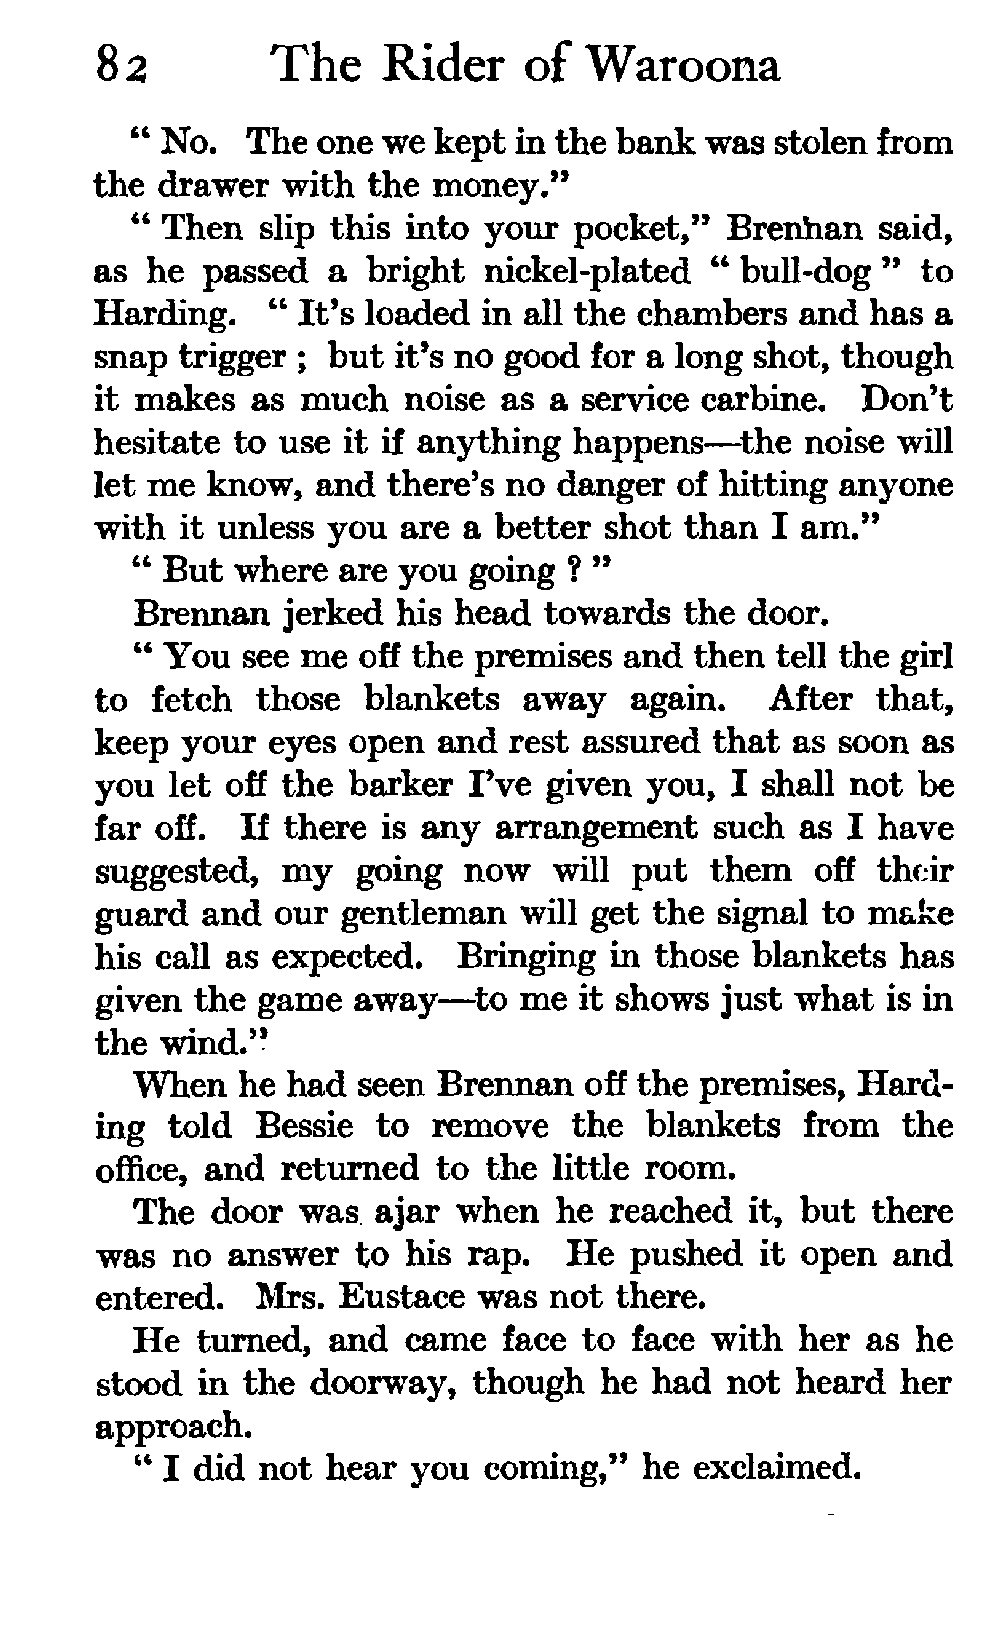 82 The Rider of Waroona
“ No. The one we kept in the bank was stolen from
the drawer with the money.”
“ Then slip this into your pocket,” Brennan said,
as he passed a bright nickel-plated “ bull-dog ” to
Harding. “ It’s loaded in all the chambers and has a
snap trigger ; but it’s no good for a long shot, though
it makes as much noise as a service carbine. Don’t
hesitate to use it if anything happens—the noise will
let me know, and there’s no danger of hitting anyone
with it unless you are a better shot than I am.”
“ But where are you going ? ”
Brennan jerked his head towards the door.
“ You see me off the premises and then tell the girl
to fetch those blankets away again. After that,
keep your eyes open and rest assured that as soon as
you let off the barker I’ve given you, I shall not be
far off. If there is any arrangement such as I have
suggested, my going now will put them off their
guard and our gentleman will get the signal to make
his call as expected. Bringing in those blankets has
given the game away—to me it shows just what is in
the wind.”
When he had seen Brennan off the premises, Hard-
ing told Bessie to remove the blankets from the
office, and returned to the little room.
The door was ajar when he reached it, but there
was no answer to his rap. He pushed it open and
entered. Mrs. Eustace was not there.
He turned, and came face to face with her as he
stood in the doorway, though he had not heard her
approach.
“ I did not hear you coming,” he exclaimed.